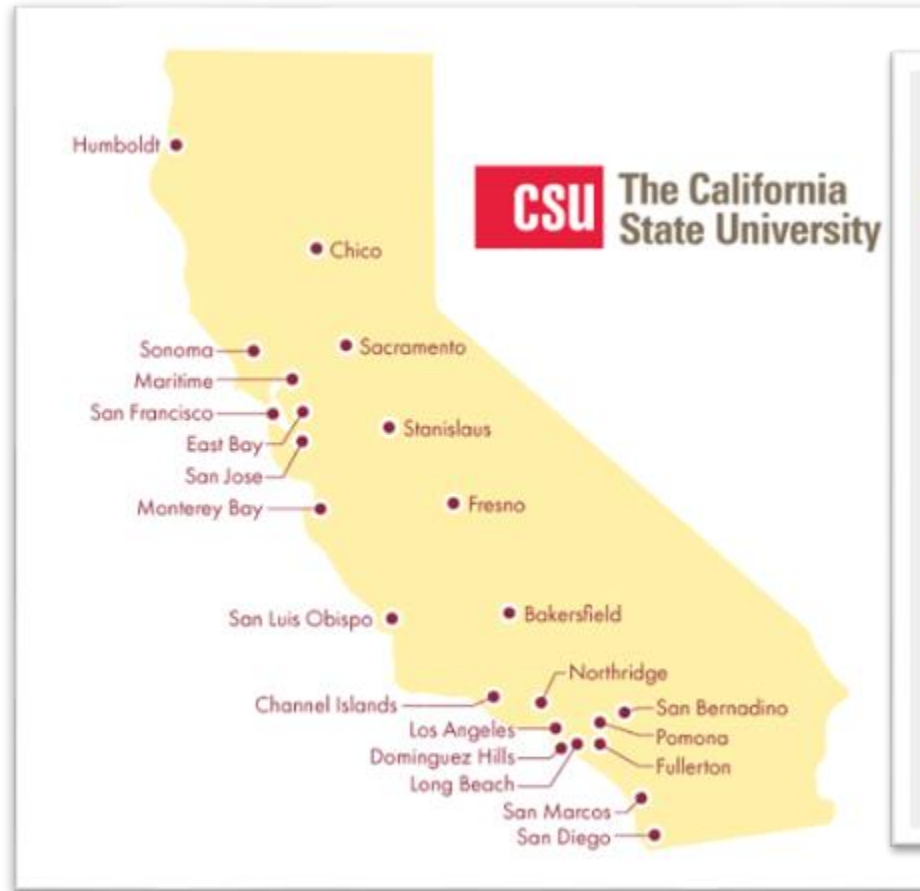 Humboldt
CSU The California
State University
Chico
Sonoma
Sacramento
Maritime
San Francisco
Stanislaus
East Bay
San Jose
Monterey Bay
Fresno
San Luis Obispo
Bakersfield
Northridge
Channel Islands
San Bernadino
Los Angeles
Pomona
Dominguez Hills
Fullerton
Long Beach
San Marcos
San Diego